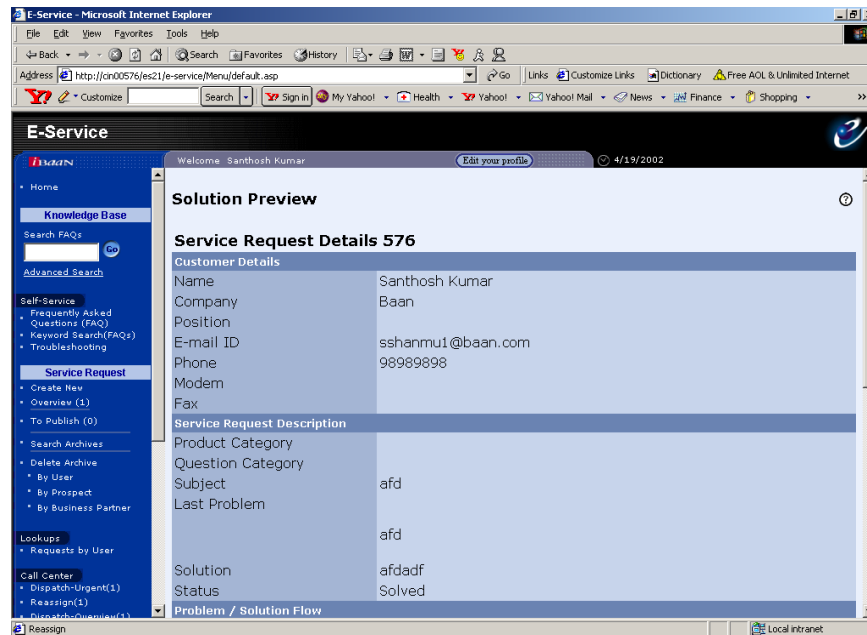 E-Service - Microsoft Internet Explorer
File Edit View Favorites Tools Help
Back Search Favorites History
Address http://cin00576/es21/e-service/Menu/default.asp Go Links Customize Links Dictionary Free AOL & Unlimited Internet
Y7 Customize Search Sign in My Yahoo! Health Yahoo! Yahoo! Mail News Finance Shopping »
E-Service
iBaan Welcome Santhosh Kumar Edit your profile 4/19/2002
Home
Knowledge Base
Search FAQs
Go
Advanced Search
Self-Service
Frequently Asked
Questions (FAQ)
Keyword Search(FAQs)
Troubleshooting
Service Request
Create New
Overview (1)
To Publish (0)
Search Archives
Delete Archive
By User
By Prospect
By Business Partner
Lookups
Requests by User
Call Center
Dispatch-Urgent(1)
Reassign(1)
Dispatch-Overview(1)
Solution Preview ?
Service Request Details 576
Customer Details
Name Santhosh Kumar
Company Baan
Position
E-mail ID sshanmu1@baan.com
Phone 98989898
Modem
Fax
Service Request Description
Product Category
Question Category
Subject afd
Last Problem
afd
Solution afdadf
Status Solved
Problem / Solution Flow
Reassign Local intranet